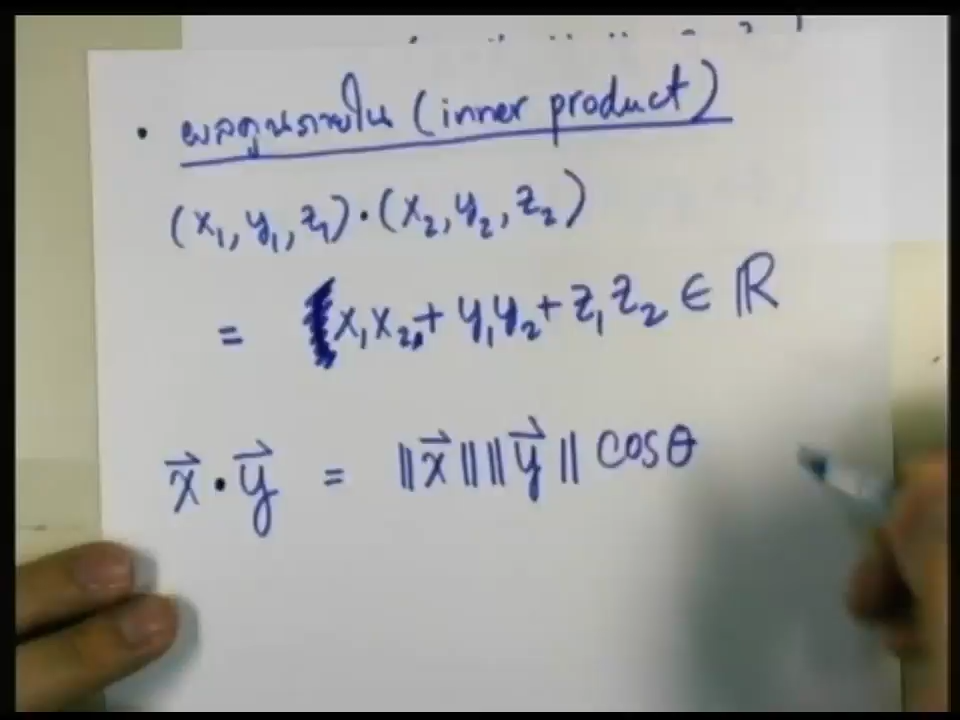 • ผลคูณภายใน (inner product)
(x₁, y₁, z₁) · (x₂, y₂, z₂)
= x₁x₂ + y₁y₂ + z₁z₂ ∈ ℝ
x⃗ · y⃗ = ‖x⃗‖‖y⃗‖ cosθ